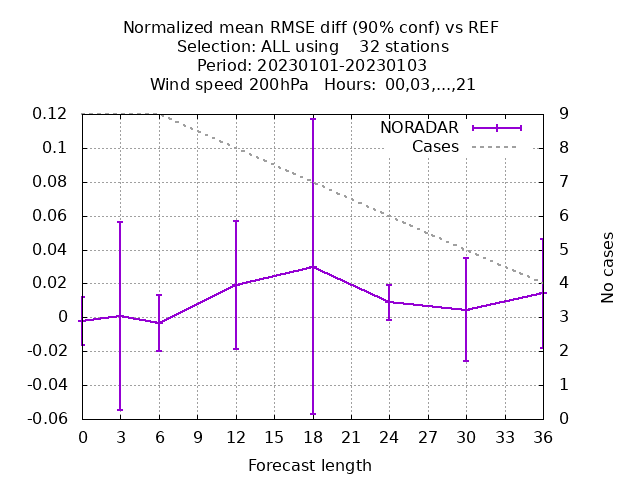 Normalized mean RMSE diff (90% conf) vs REF
Selection: ALL using    32 stations
Period: 20230101-20230103
Wind speed 200hPa   Hours: 00,03,...,21
NORADAR
Cases
0.12
0.1
0.08
0.06
0.04
0.02
0
-0.02
-0.04
-0.06
9
8
7
6
5
4
3
2
1
0
No cases
0 3 6 9 12 15 18 21 24 27 30 33 36
Forecast length